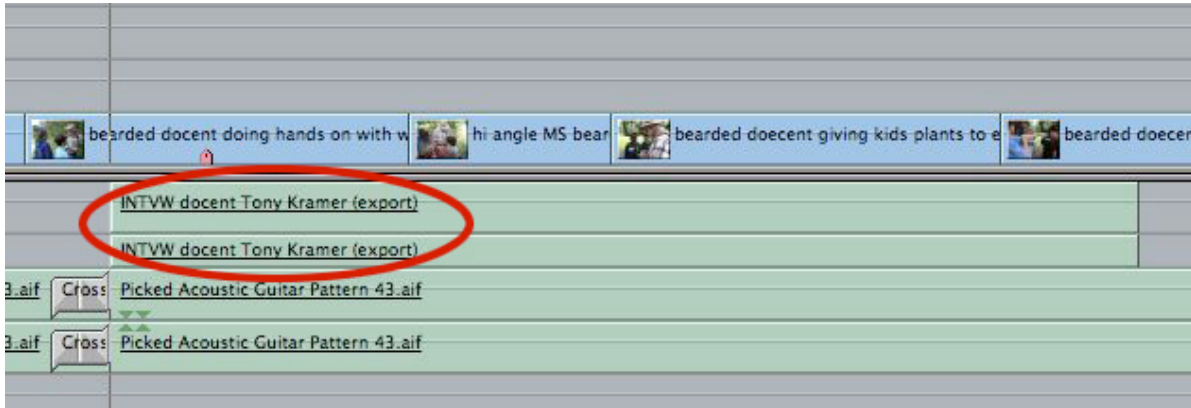 bearded docent doing hands on with w
hi angle MS bear
bearded doecent giving kids plants to e
bearded doecer
INTVW docent Tony Kramer (export)
INTVW docent Tony Kramer (export)
3.aif Cross Picked Acoustic Guitar Pattern 43.aif
3.aif Cross Picked Acoustic Guitar Pattern 43.aif